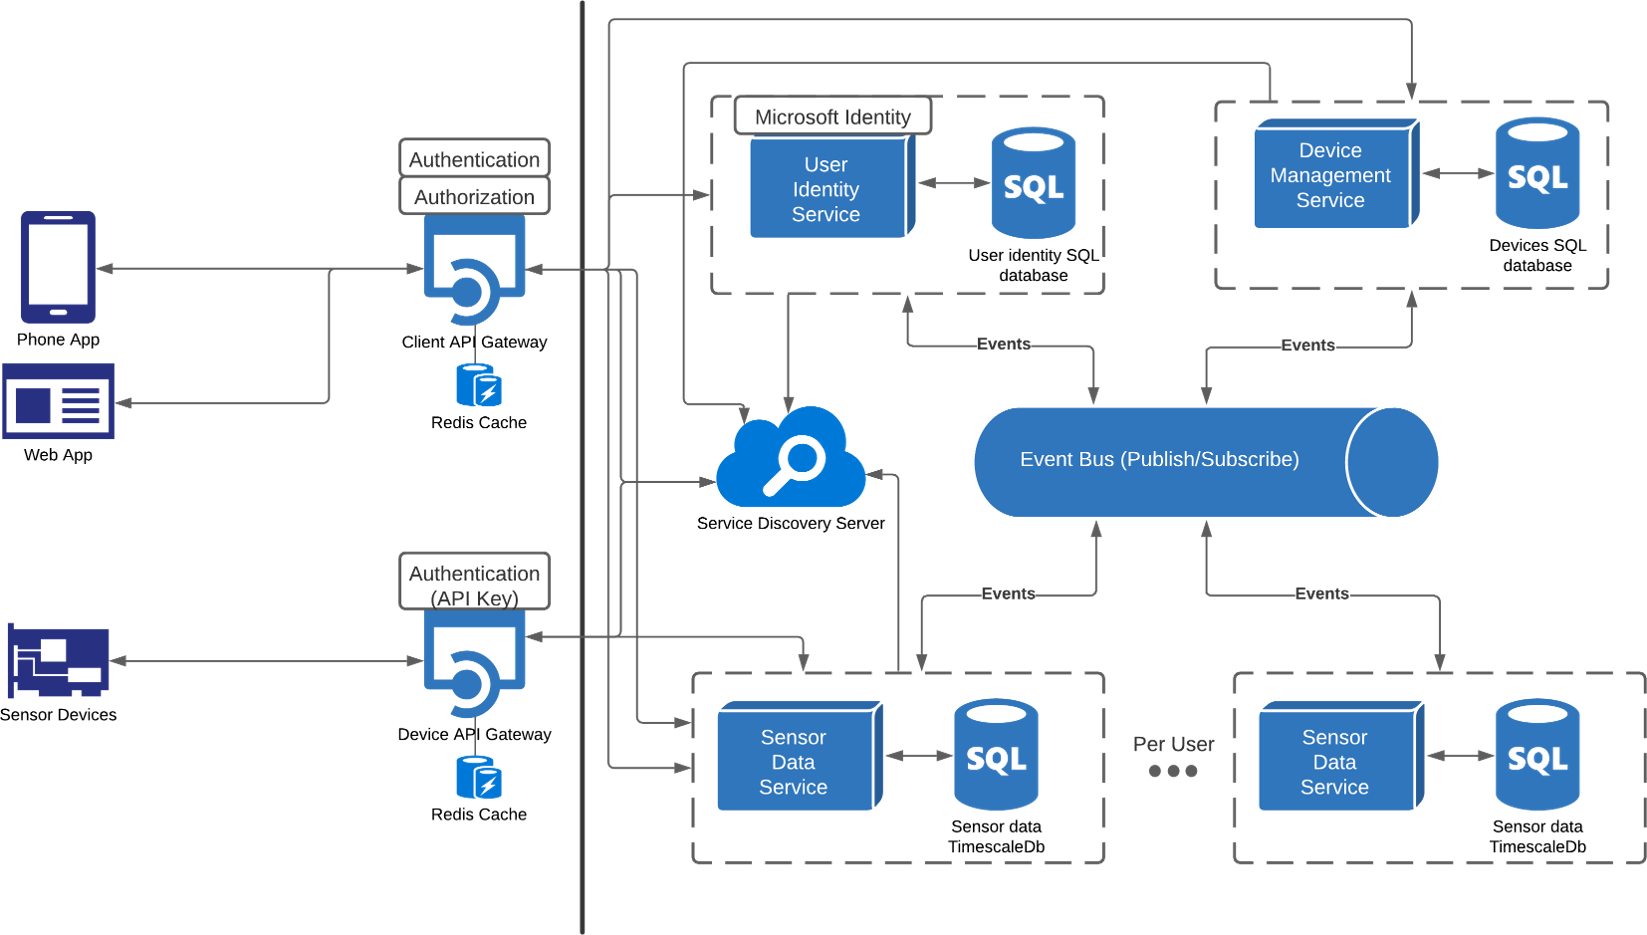 Microsoft Identity
User
Identity
Service
SQL
User identity SQL
database
Device
Management
Service
SQL
Devices SQL
database
Authentication
Authorization
Client API Gateway
Redis Cache
Phone App
Web App
Events
Events
Event Bus (Publish/Subscribe)
Service Discovery Server
Authentication
(API Key)
Device API Gateway
Redis Cache
Sensor Devices
Events
Events
Sensor
Data
Service
SQL
Sensor data
TimescaleDb
Per User
Sensor
Data
Service
SQL
Sensor data
TimescaleDb